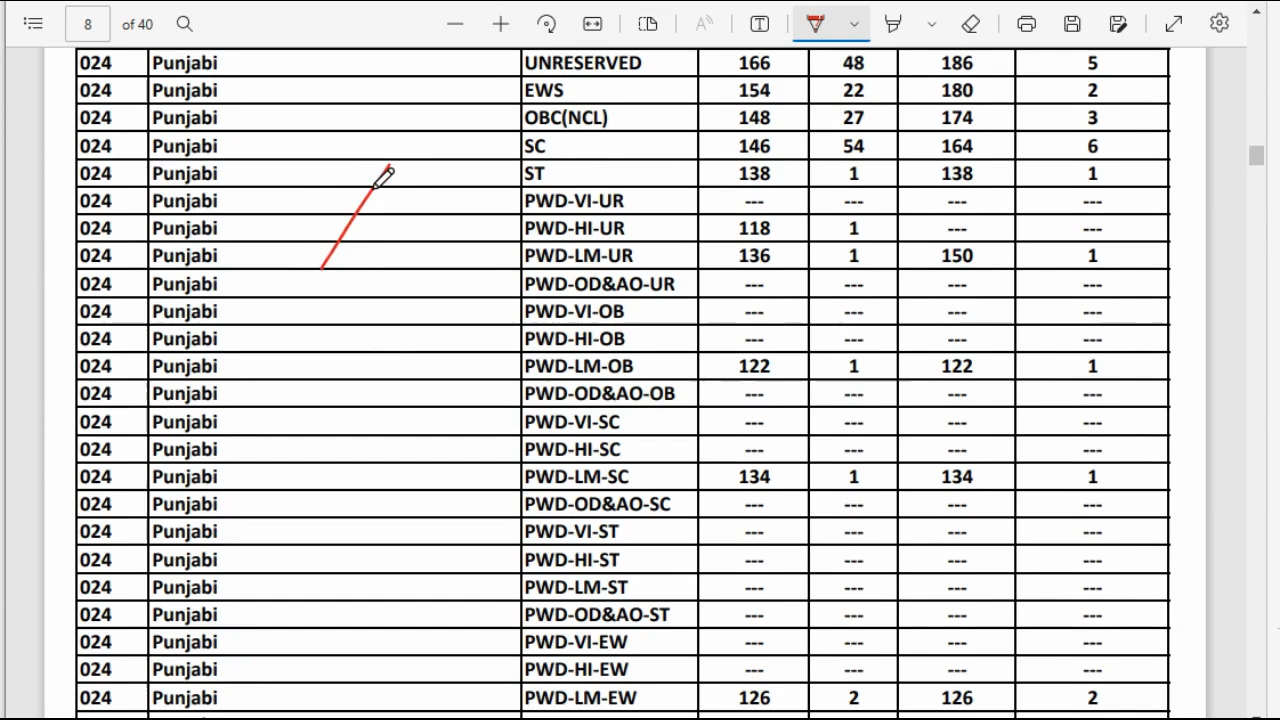 8 of 40
024 Punjabi UNRESERVED 166 48 186 5
024 Punjabi EWS 154 22 180 2
024 Punjabi OBC(NCL) 148 27 174 3
024 Punjabi SC 146 54 164 6
024 Punjabi ST 138 1 138 1
024 Punjabi PWD-VI-UR --- --- --- ---
024 Punjabi PWD-HI-UR 118 1 --- ---
024 Punjabi PWD-LM-UR 136 1 150 1
024 Punjabi PWD-OD&AO-UR --- --- --- ---
024 Punjabi PWD-VI-OB --- --- --- ---
024 Punjabi PWD-HI-OB --- --- --- ---
024 Punjabi PWD-LM-OB 122 1 122 1
024 Punjabi PWD-OD&AO-OB --- --- --- ---
024 Punjabi PWD-VI-SC --- --- --- ---
024 Punjabi PWD-HI-SC --- --- --- ---
024 Punjabi PWD-LM-SC 134 1 134 1
024 Punjabi PWD-OD&AO-SC --- --- --- ---
024 Punjabi PWD-VI-ST --- --- --- ---
024 Punjabi PWD-HI-ST --- --- --- ---
024 Punjabi PWD-LM-ST --- --- --- ---
024 Punjabi PWD-OD&AO-ST --- --- --- ---
024 Punjabi PWD-VI-EW --- --- --- ---
024 Punjabi PWD-HI-EW --- --- --- ---
024 Punjabi PWD-LM-EW 126 2 126 2